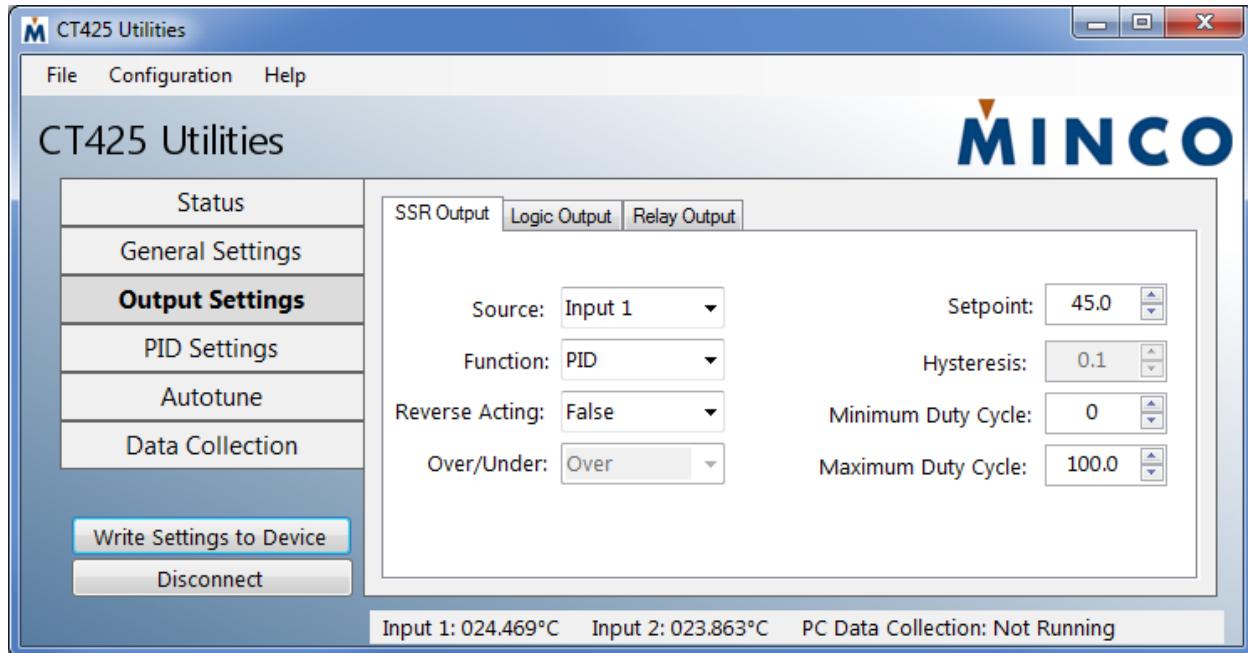 CT425 Utilities
File Configuration Help
CT425 Utilities
MINCO
Status
General Settings
Output Settings
PID Settings
Autotune
Data Collection
Write Settings to Device
Disconnect
SSR Output Logic Output Relay Output
Source: Input 1
Function: PID
Reverse Acting: False
Over/Under: Over
Setpoint: 45.0
Hysteresis: 0.1
Minimum Duty Cycle: 0
Maximum Duty Cycle: 100.0
Input 1: 024.469°C Input 2: 023.863°C PC Data Collection: Not Running